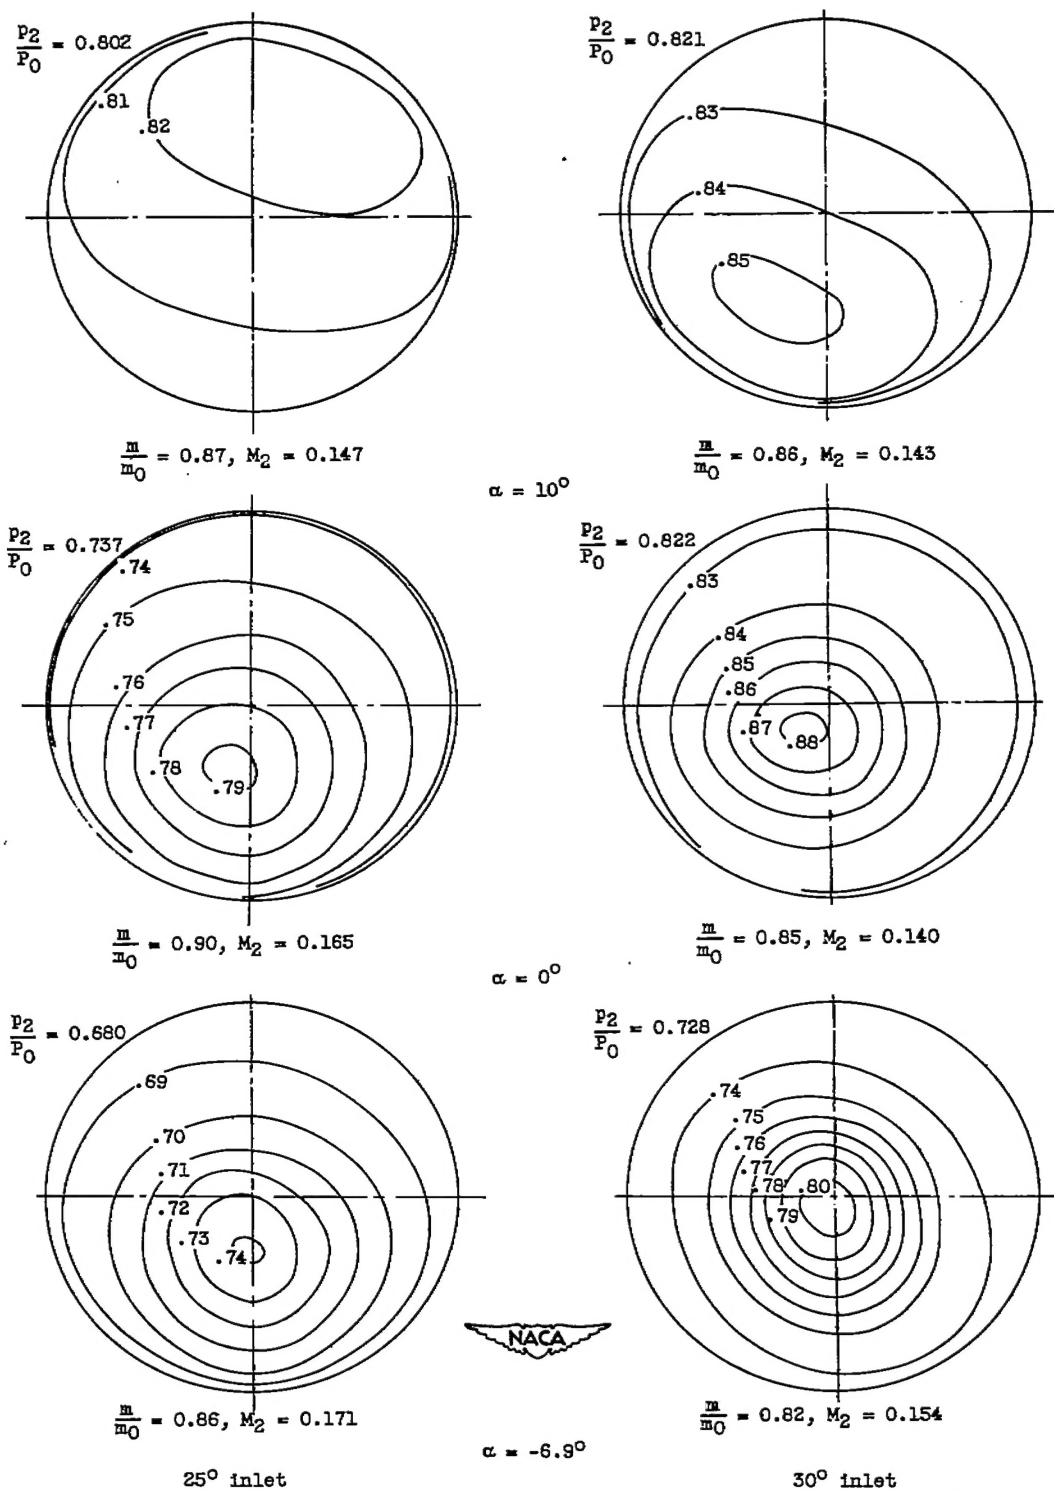 p2/P0 = 0.802
.81
.82
m/m0 = 0.87, M2 = 0.147
p2/P0 = 0.821
.83
.84
.85
m/m0 = 0.86, M2 = 0.143
α = 10°
p2/P0 = 0.737
.74
.75
.76
.77
.78
.79
m/m0 = 0.90, M2 = 0.165
p2/P0 = 0.822
.83
.84
.85
.86
.87
.88
m/m0 = 0.85, M2 = 0.140
α = 0°
p2/P0 = 0.680
.69
.70
.71
.72
.73
.74
m/m0 = 0.86, M2 = 0.171
p2/P0 = 0.728
.74
.75
.76
.77
.78
.80
.79
m/m0 = 0.82, M2 = 0.154
NACA
α = -6.9°
25° inlet
30° inlet